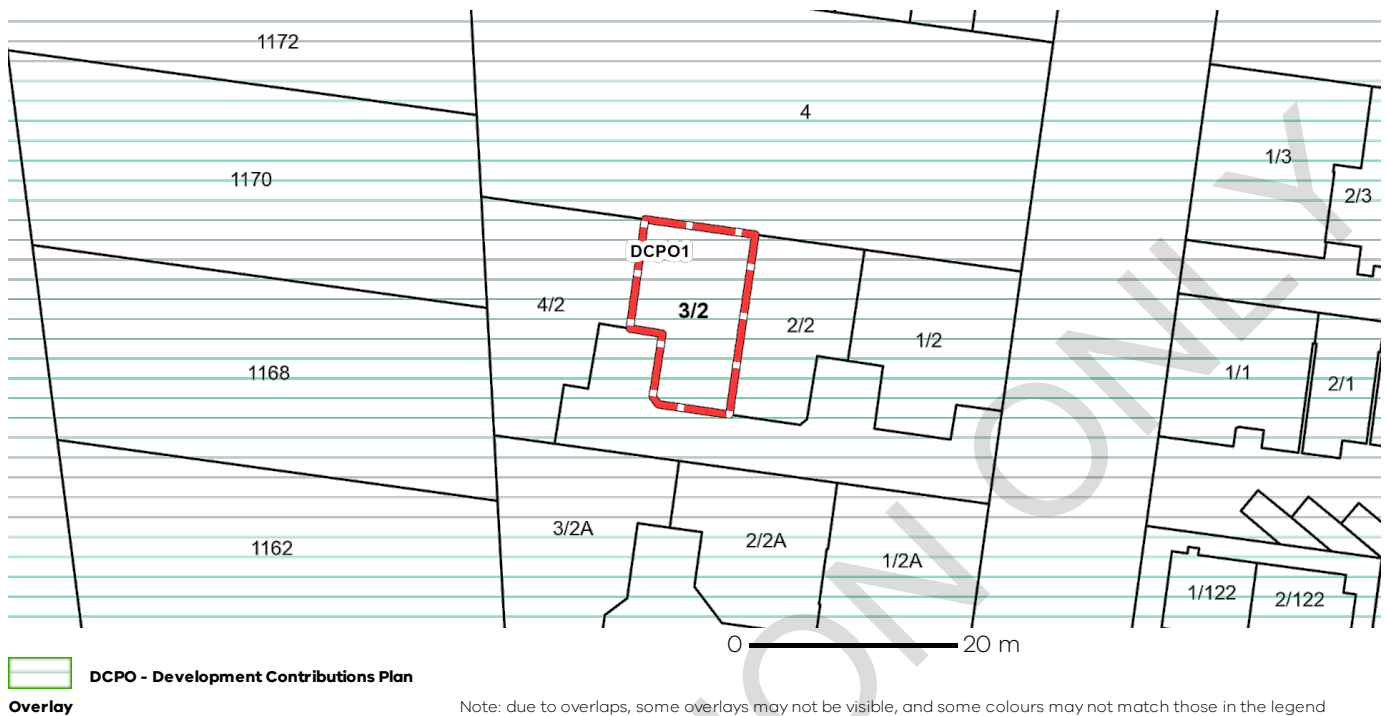 1172
4
1/3
1170
2/3
DCPO1
4/2
3/2
2/2
1/2
1168
1/1
2/1
3/2A
2/2A
1/2A
1162
1/122
2/122
0 20 m
DCPO - Development Contributions Plan
Overlay
Note: due to overlaps, some overlays may not be visible, and some colours may not match those in the legend
ON ONLY